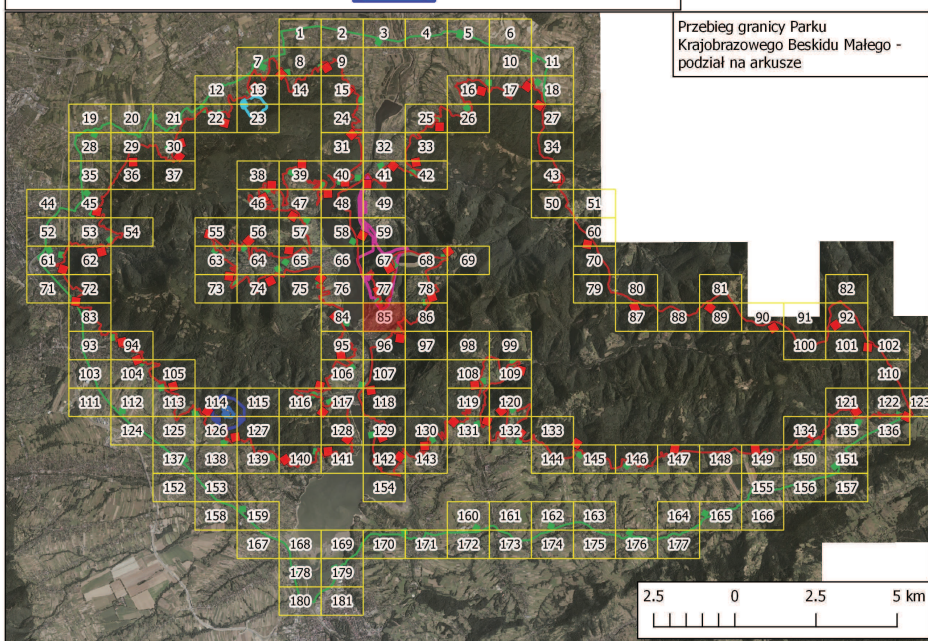 Przebieg granicy Parku
Krajobrazowego Beskidu Małego -
podział na arkusze
1 2 3 4 5 6
7 8 9 10 11
12 13 14 15 16 17 18
19 20 21 22 23 24 25 26 27
28 29 30 31 32 33 34
35 36 37 38 39 40 41 42 43
44 45 46 47 48 49 50 51
52 53 54 55 56 57 58 59 60
61 62 63 64 65 66 67 68 69 70
71 72 73 74 75 76 77 78 79 80 81 82
83 84 85 86 87 88 89 90 91 92
93 94 95 96 97 98 99 100 101 102
103 104 105 106 107 108 109 110
111 112 113 114 115 116 117 118 119 120 121 122 123
124 125 126 127 128 129 130 131 132 133 134 135 136
137 138 139 140 141 142 143 144 145 146 147 148 149 150 151
152 153 154 155 156 157
158 159 160 161 162 163 164 165 166
167 168 169 170 171 172 173 174 175 176 177
178 179
180 181
2.5 0 2.5 5 km